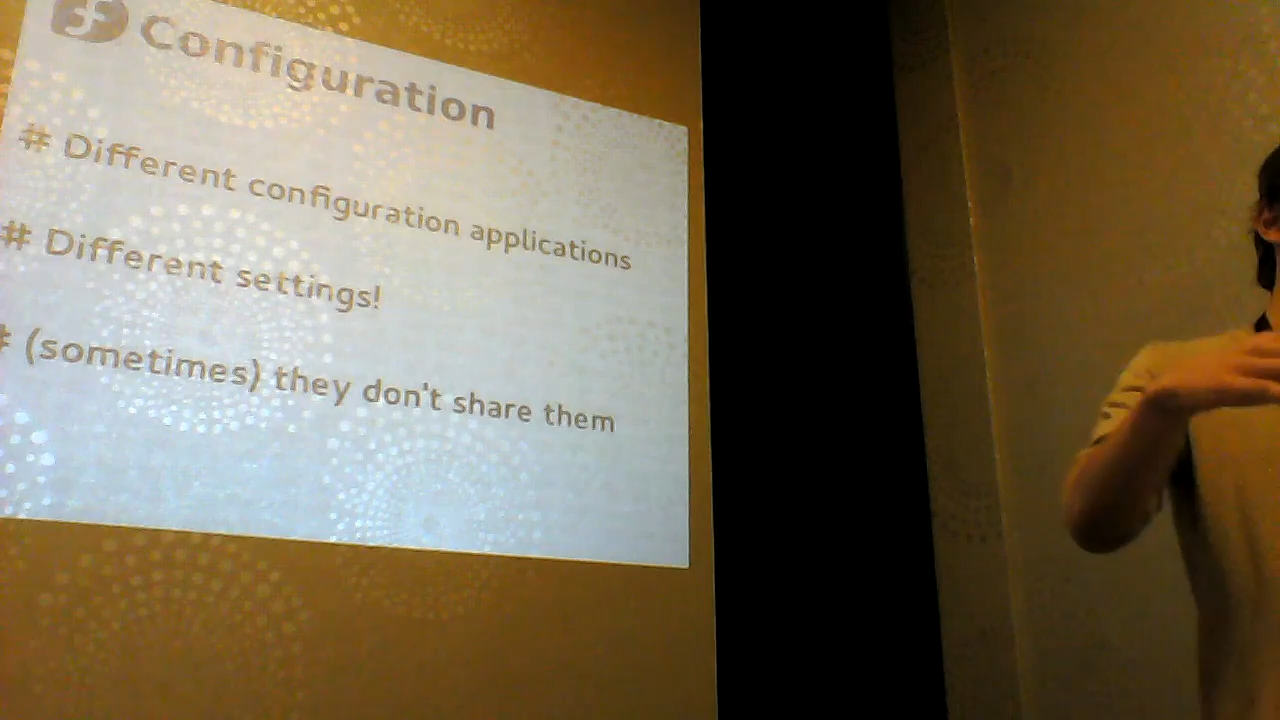 Configuration
# Different configuration applications
# Different settings!
# (sometimes) they don't share them